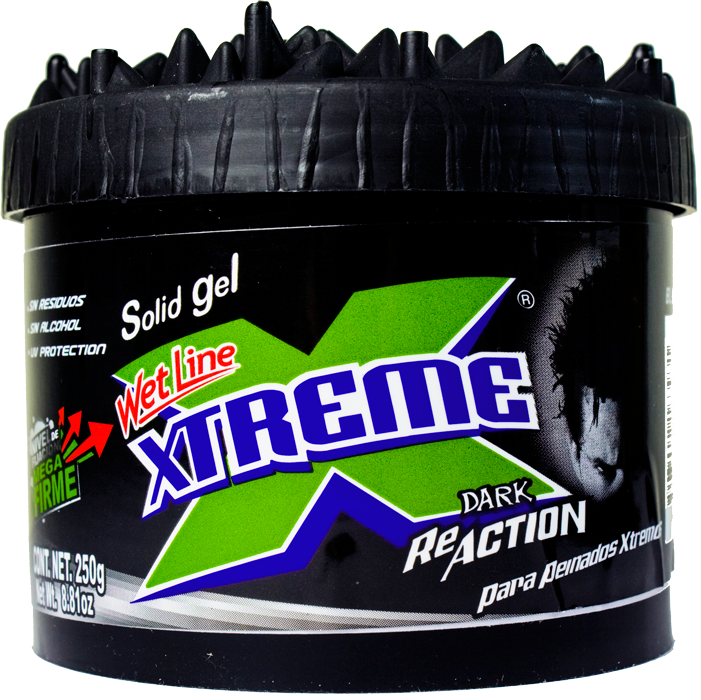 Solid gel
SIN RESIDUOS
SIN ALCOHOL
UV PROTECTION
®
Wet Line
XTREME
MEGA
FIRME
DARK
ReACTION
para Peinados Xtremos
CONT. NET. 250g
Net Wt. 8.81oz